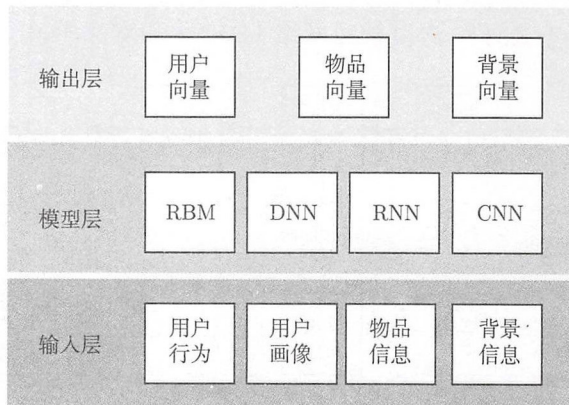 输出层
用户
向量
物品
向量
背景
向量
模型层
RBM
DNN
RNN
CNN
输入层
用户
行为
用户
画像
物品
信息
背景
信息